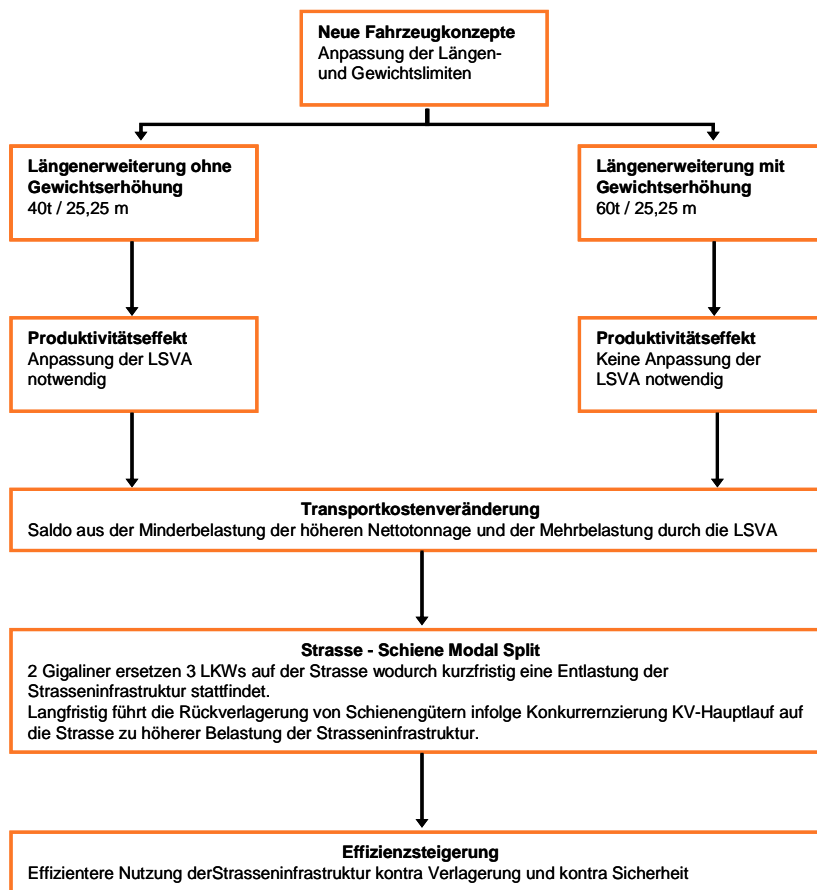 Neue Fahrzeugkonzepte
Anpassung der Längen-
und Gewichtslimiten
Längenerweiterung ohne
Gewichtserhöhung
40t / 25,25 m
Längenerweiterung mit
Gewichtserhöhung
60t / 25,25 m
Produktivitätseffekt
Anpassung der LSVA
notwendig
Produktivitätseffekt
Keine Anpassung der
LSVA notwendig
Transportkostenveränderung
Saldo aus der Minderbelastung der höheren Nettotonnage und der Mehrbelastung durch die LSVA
Strasse - Schiene Modal Split
2 Gigaliner ersetzen 3 LKWs auf der Strasse wodurch kurzfristig eine Entlastung der
Strasseninfrastruktur stattfindet.
Langfristig führt die Rückverlagerung von Schienengütern infolge Konkurrernzierung KV-Hauptlauf auf
die Strasse zu höherer Belastung der Strasseninfrastruktur.
Effizienzsteigerung
Effizientere Nutzung derStrasseninfrastruktur kontra Verlagerung und kontra Sicherheit